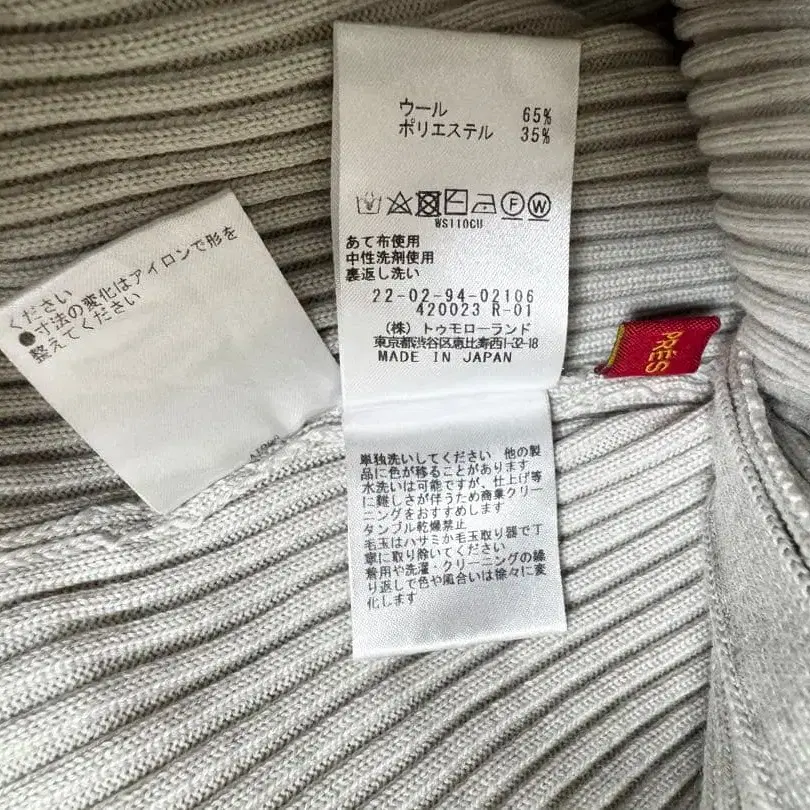 ウール 65%
ポリエステル 35%
F W
WS110CU
あて布使用
中性洗剤使用
裏返し洗い
22-02-94-02106
420023 R-01
(株) トゥモローランド
東京都渋谷区恵比寿西1-32-18
MADE IN JAPAN
単独洗いしてください 他の製
品に色が移ることがあります
水洗いは可能ですが、仕上げ等
に難しさが伴うため商業クリー
ニングをおすすめします
タンブル乾燥禁止
毛玉はハサミか毛玉取り器で丁
寧に取り除いてください
着用や洗濯・クリーニングの繰
り返しで色や風合いは徐々に変
化します
ください
●寸法の変化はアイロンで形を
整えてください
PRÉS